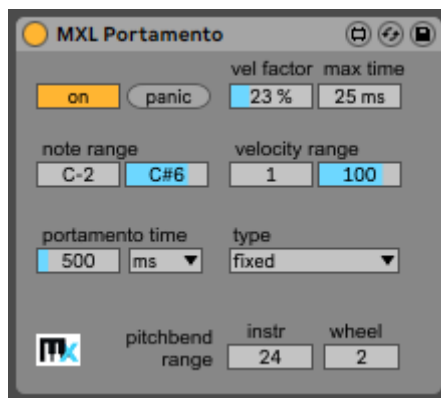 MXL Portamento
vel factor max time
on panic 23 % 25 ms
note range velocity range
C-2 C#6 1 100
portamento time type
500 ms fixed
pitchbend instr wheel
range 24 2
mx